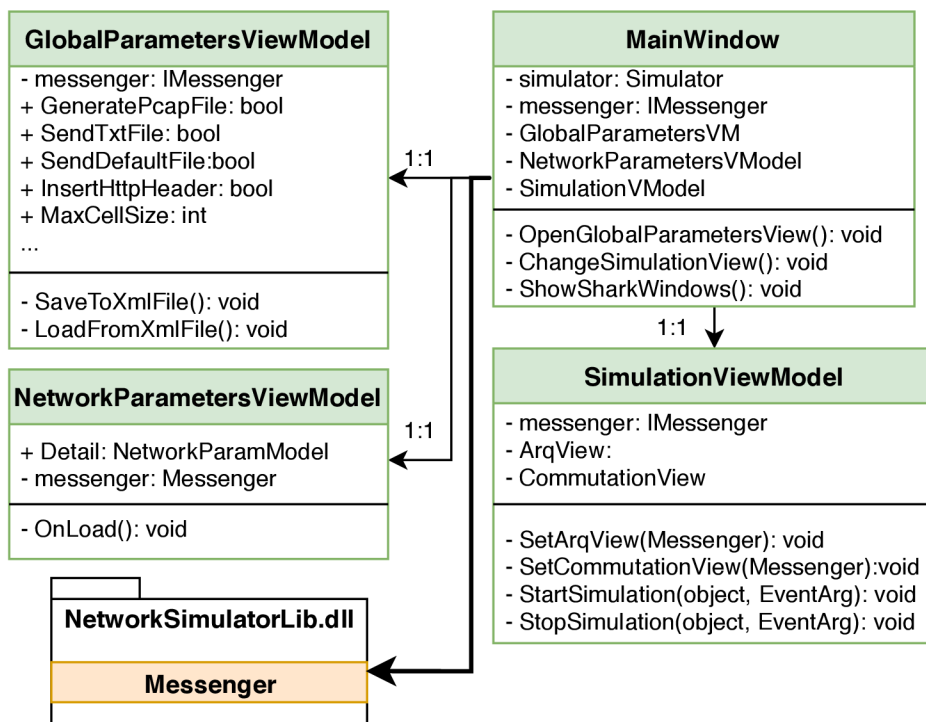 GlobalParametersViewModel
- messenger: IMessenger
+ GeneratePcapFile: bool
+ SendTxtFile: bool
+ SendDefaultFile:bool
+ InsertHttpHeader: bool
+ MaxCellSize: int
...
- SaveToXmlFile(): void
- LoadFromXmlFile(): void
1:1
MainWindow
- simulator: Simulator
- messenger: IMessenger
- GlobalParametersVM
- NetworkParametersVModel
- SimulationVModel
- OpenGlobalParametersView(): void
- ChangeSimulationView(): void
- ShowSharkWindows(): void
1:1
NetworkParametersViewModel
+ Detail: NetworkParamModel
- messenger: Messenger
- OnLoad(): void
1:1
SimulationViewModel
- messenger: IMessenger
- ArqView:
- CommutationView
- SetArqView(Messenger): void
- SetCommutationView(Messenger):void
- StartSimulation(object, EventArg): void
- StopSimulation(object, EventArg): void
NetworkSimulatorLib.dll
Messenger